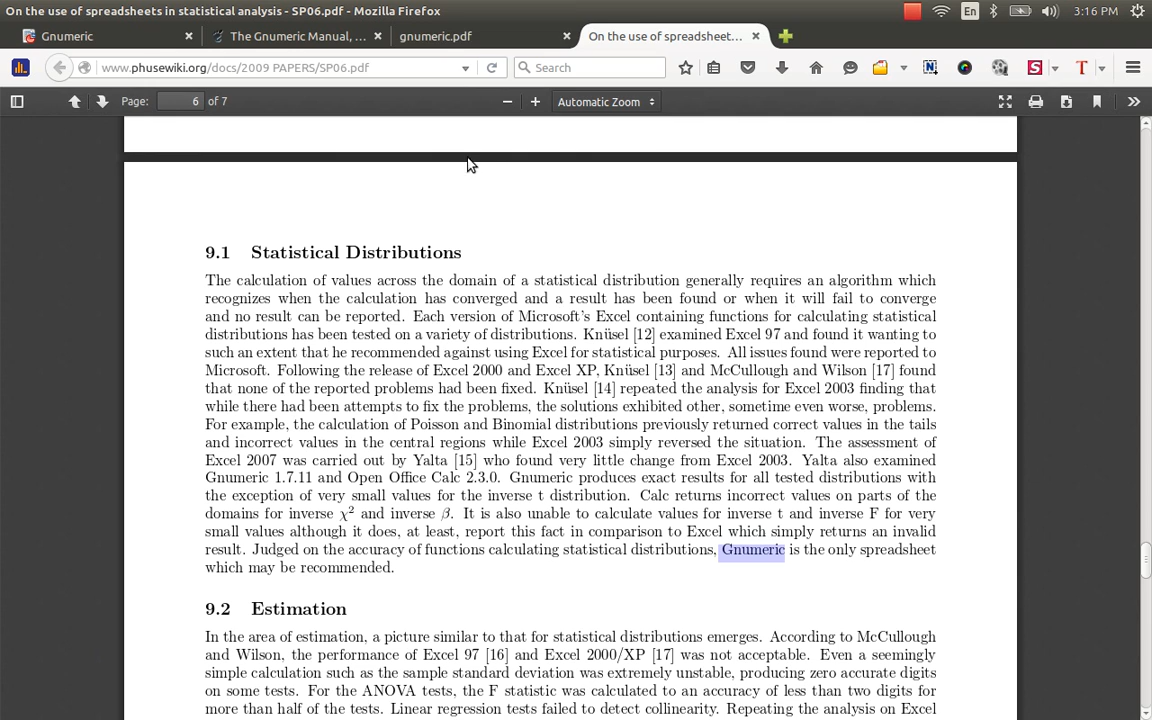 On the use of spreadsheets in statistical analysis - SP06.pdf - Mozilla Firefox
En
3:16 PM
Gnumeric
The Gnumeric Manual, ...
gnumeric.pdf
On the use of spreadsheet...
www.phusewiki.org/docs/2009 PAPERS/SP06.pdf
Search
N
S
T
Page: 6 of 7
Automatic Zoom
9.1 Statistical Distributions
The calculation of values across the domain of a statistical distribution generally requires an algorithm which
recognizes when the calculation has converged and a result has been found or when it will fail to converge
and no result can be reported. Each version of Microsoft's Excel containing functions for calculating statistical
distributions has been tested on a variety of distributions. Knüsel [12] examined Excel 97 and found it wanting to
such an extent that he recommended against using Excel for statistical purposes. All issues found were reported to
Microsoft. Following the release of Excel 2000 and Excel XP, Knüsel [13] and McCullough and Wilson [17] found
that none of the reported problems had been fixed. Knüsel [14] repeated the analysis for Excel 2003 finding that
while there had been attempts to fix the problems, the solutions exhibited other, sometime even worse, problems.
For example, the calculation of Poisson and Binomial distributions previously returned correct values in the tails
and incorrect values in the central regions while Excel 2003 simply reversed the situation. The assessment of
Excel 2007 was carried out by Yalta [15] who found very little change from Excel 2003. Yalta also examined
Gnumeric 1.7.11 and Open Office Calc 2.3.0. Gnumeric produces exact results for all tested distributions with
the exception of very small values for the inverse t distribution. Calc returns incorrect values on parts of the
domains for inverse χ² and inverse β. It is also unable to calculate values for inverse t and inverse F for very
small values although it does, at least, report this fact in comparison to Excel which simply returns an invalid
result. Judged on the accuracy of functions calculating statistical distributions, Gnumeric is the only spreadsheet
which may be recommended.
9.2 Estimation
In the area of estimation, a picture similar to that for statistical distributions emerges. According to McCullough
and Wilson, the performance of Excel 97 [16] and Excel 2000/XP [17] was not acceptable. Even a seemingly
simple calculation such as the sample standard deviation was extremely unstable, producing zero accurate digits
on some tests. For the ANOVA tests, the F statistic was calculated to an accuracy of less than two digits for
more than half of the tests. Linear regression tests failed to detect collinearity. Repeating the analysis on Excel